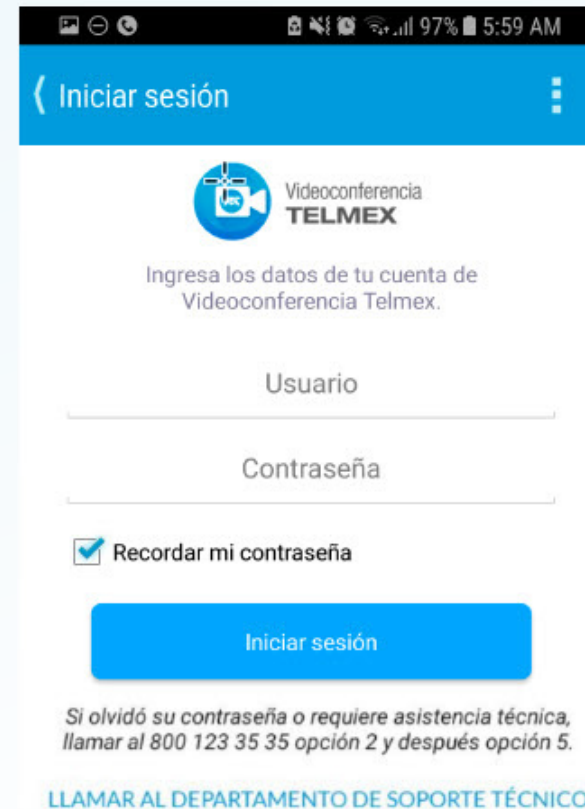 97% 5:59 AM
Iniciar sesión
Videoconferencia
TELMEX
Ingresa los datos de tu cuenta de
Videoconferencia Telmex.
Usuario
Contraseña
Recordar mi contraseña
Iniciar sesión
Si olvidó su contraseña o requiere asistencia técnica,
llamar al 800 123 35 35 opción 2 y después opción 5.
LLAMAR AL DEPARTAMENTO DE SOPORTE TÉCNICO